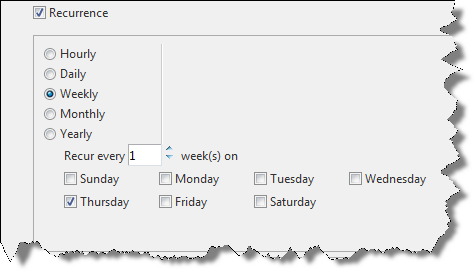 Recurrence
Hourly
Daily
Weekly
Monthly
Yearly
Recur every 1 week(s) on
Sunday Monday Tuesday Wednesday
Thursday Friday Saturday